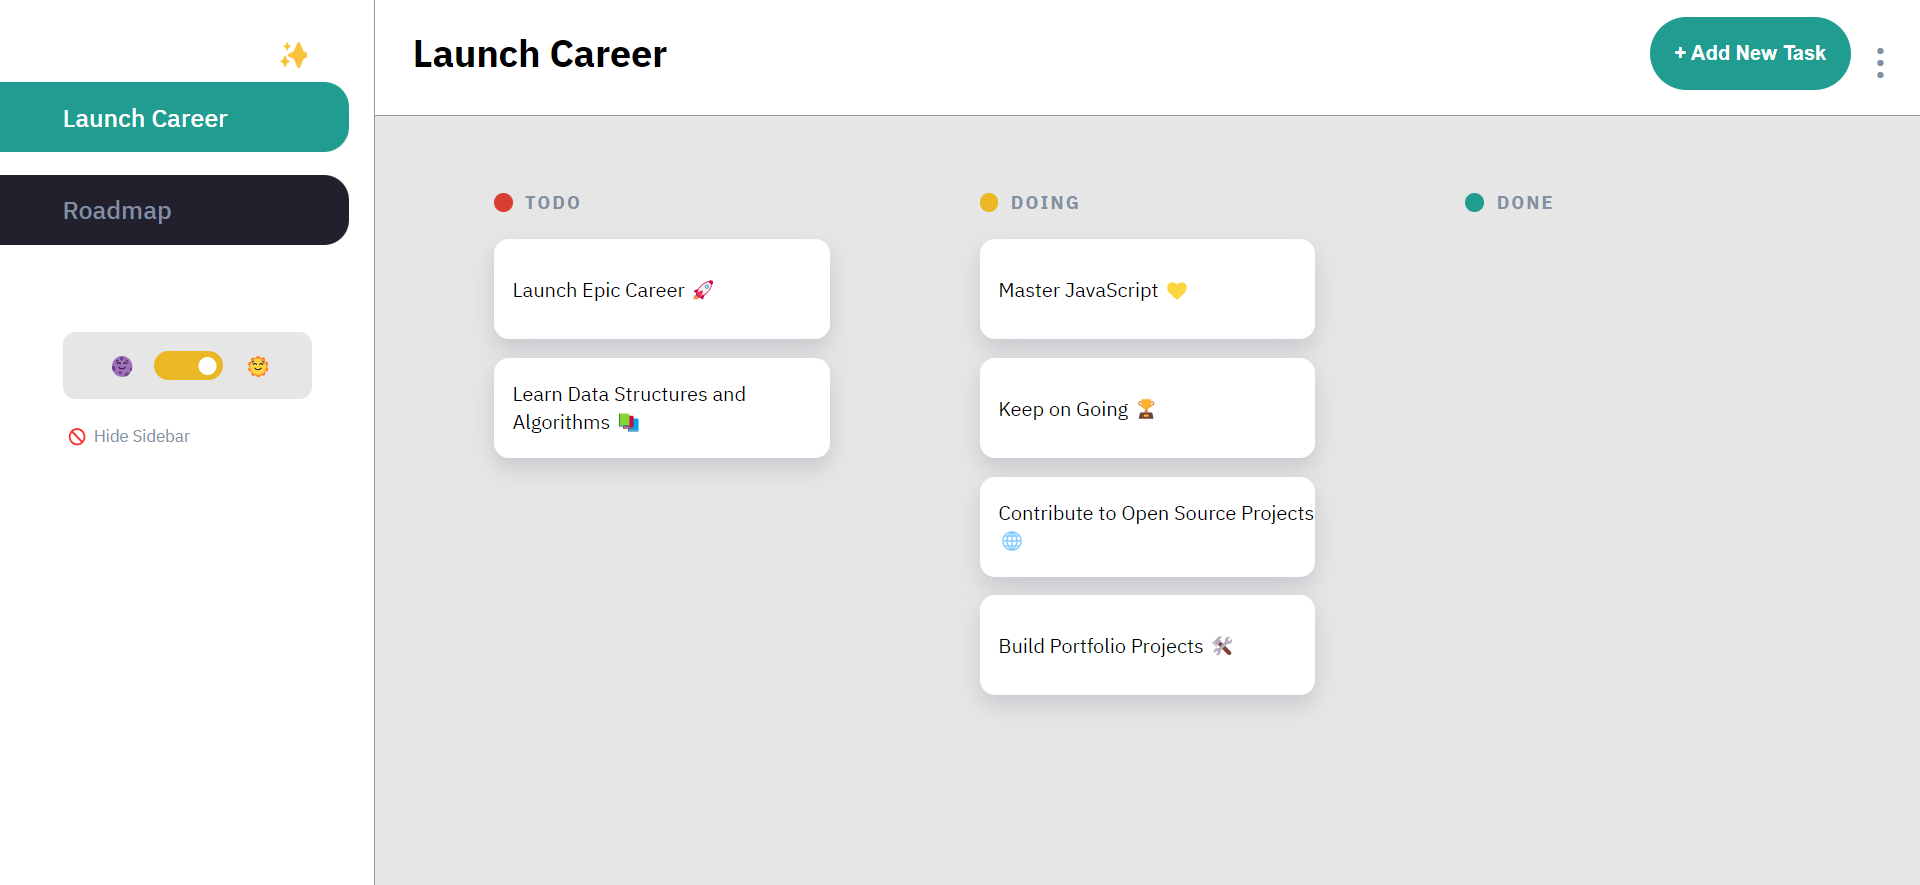 Launch Career
Roadmap
Hide Sidebar
Launch Career
+ Add New Task
TODO
Launch Epic Career 🚀
Learn Data Structures and
Algorithms 📚
DOING
Master JavaScript 💛
Keep on Going 🏆
Contribute to Open Source Projects
🌐
Build Portfolio Projects 🛠️
DONE